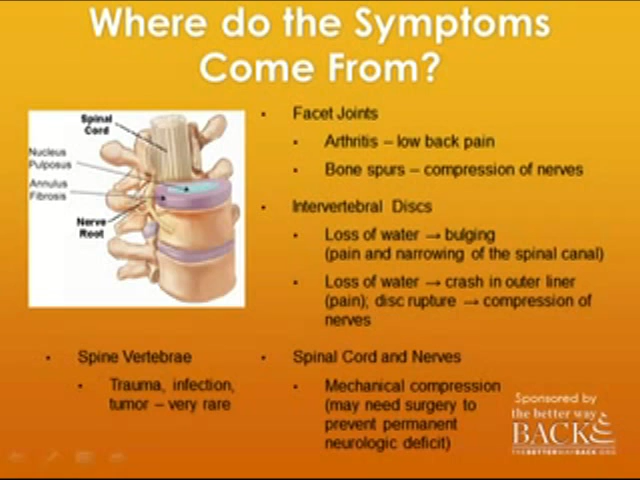 Where do the Symptoms
Come From?
Spinal
Cord
Nucleus
Pulposus
Annulus
Fibrosis
Nerve
Root
• Facet Joints
• Arthritis – low back pain
• Bone spurs – compression of nerves
• Intervertebral Discs
• Loss of water → bulging
(pain and narrowing of the spinal canal)
• Loss of water → crash in outer liner
(pain); disc rupture → compression of
nerves
• Spine Vertebrae
• Trauma, infection,
tumor – very rare
• Spinal Cord and Nerves
• Mechanical compression
(may need surgery to
prevent permanent
neurologic deficit)
Sponsored by
the better way
BACK
THEBETTERWAYBACK.ORG